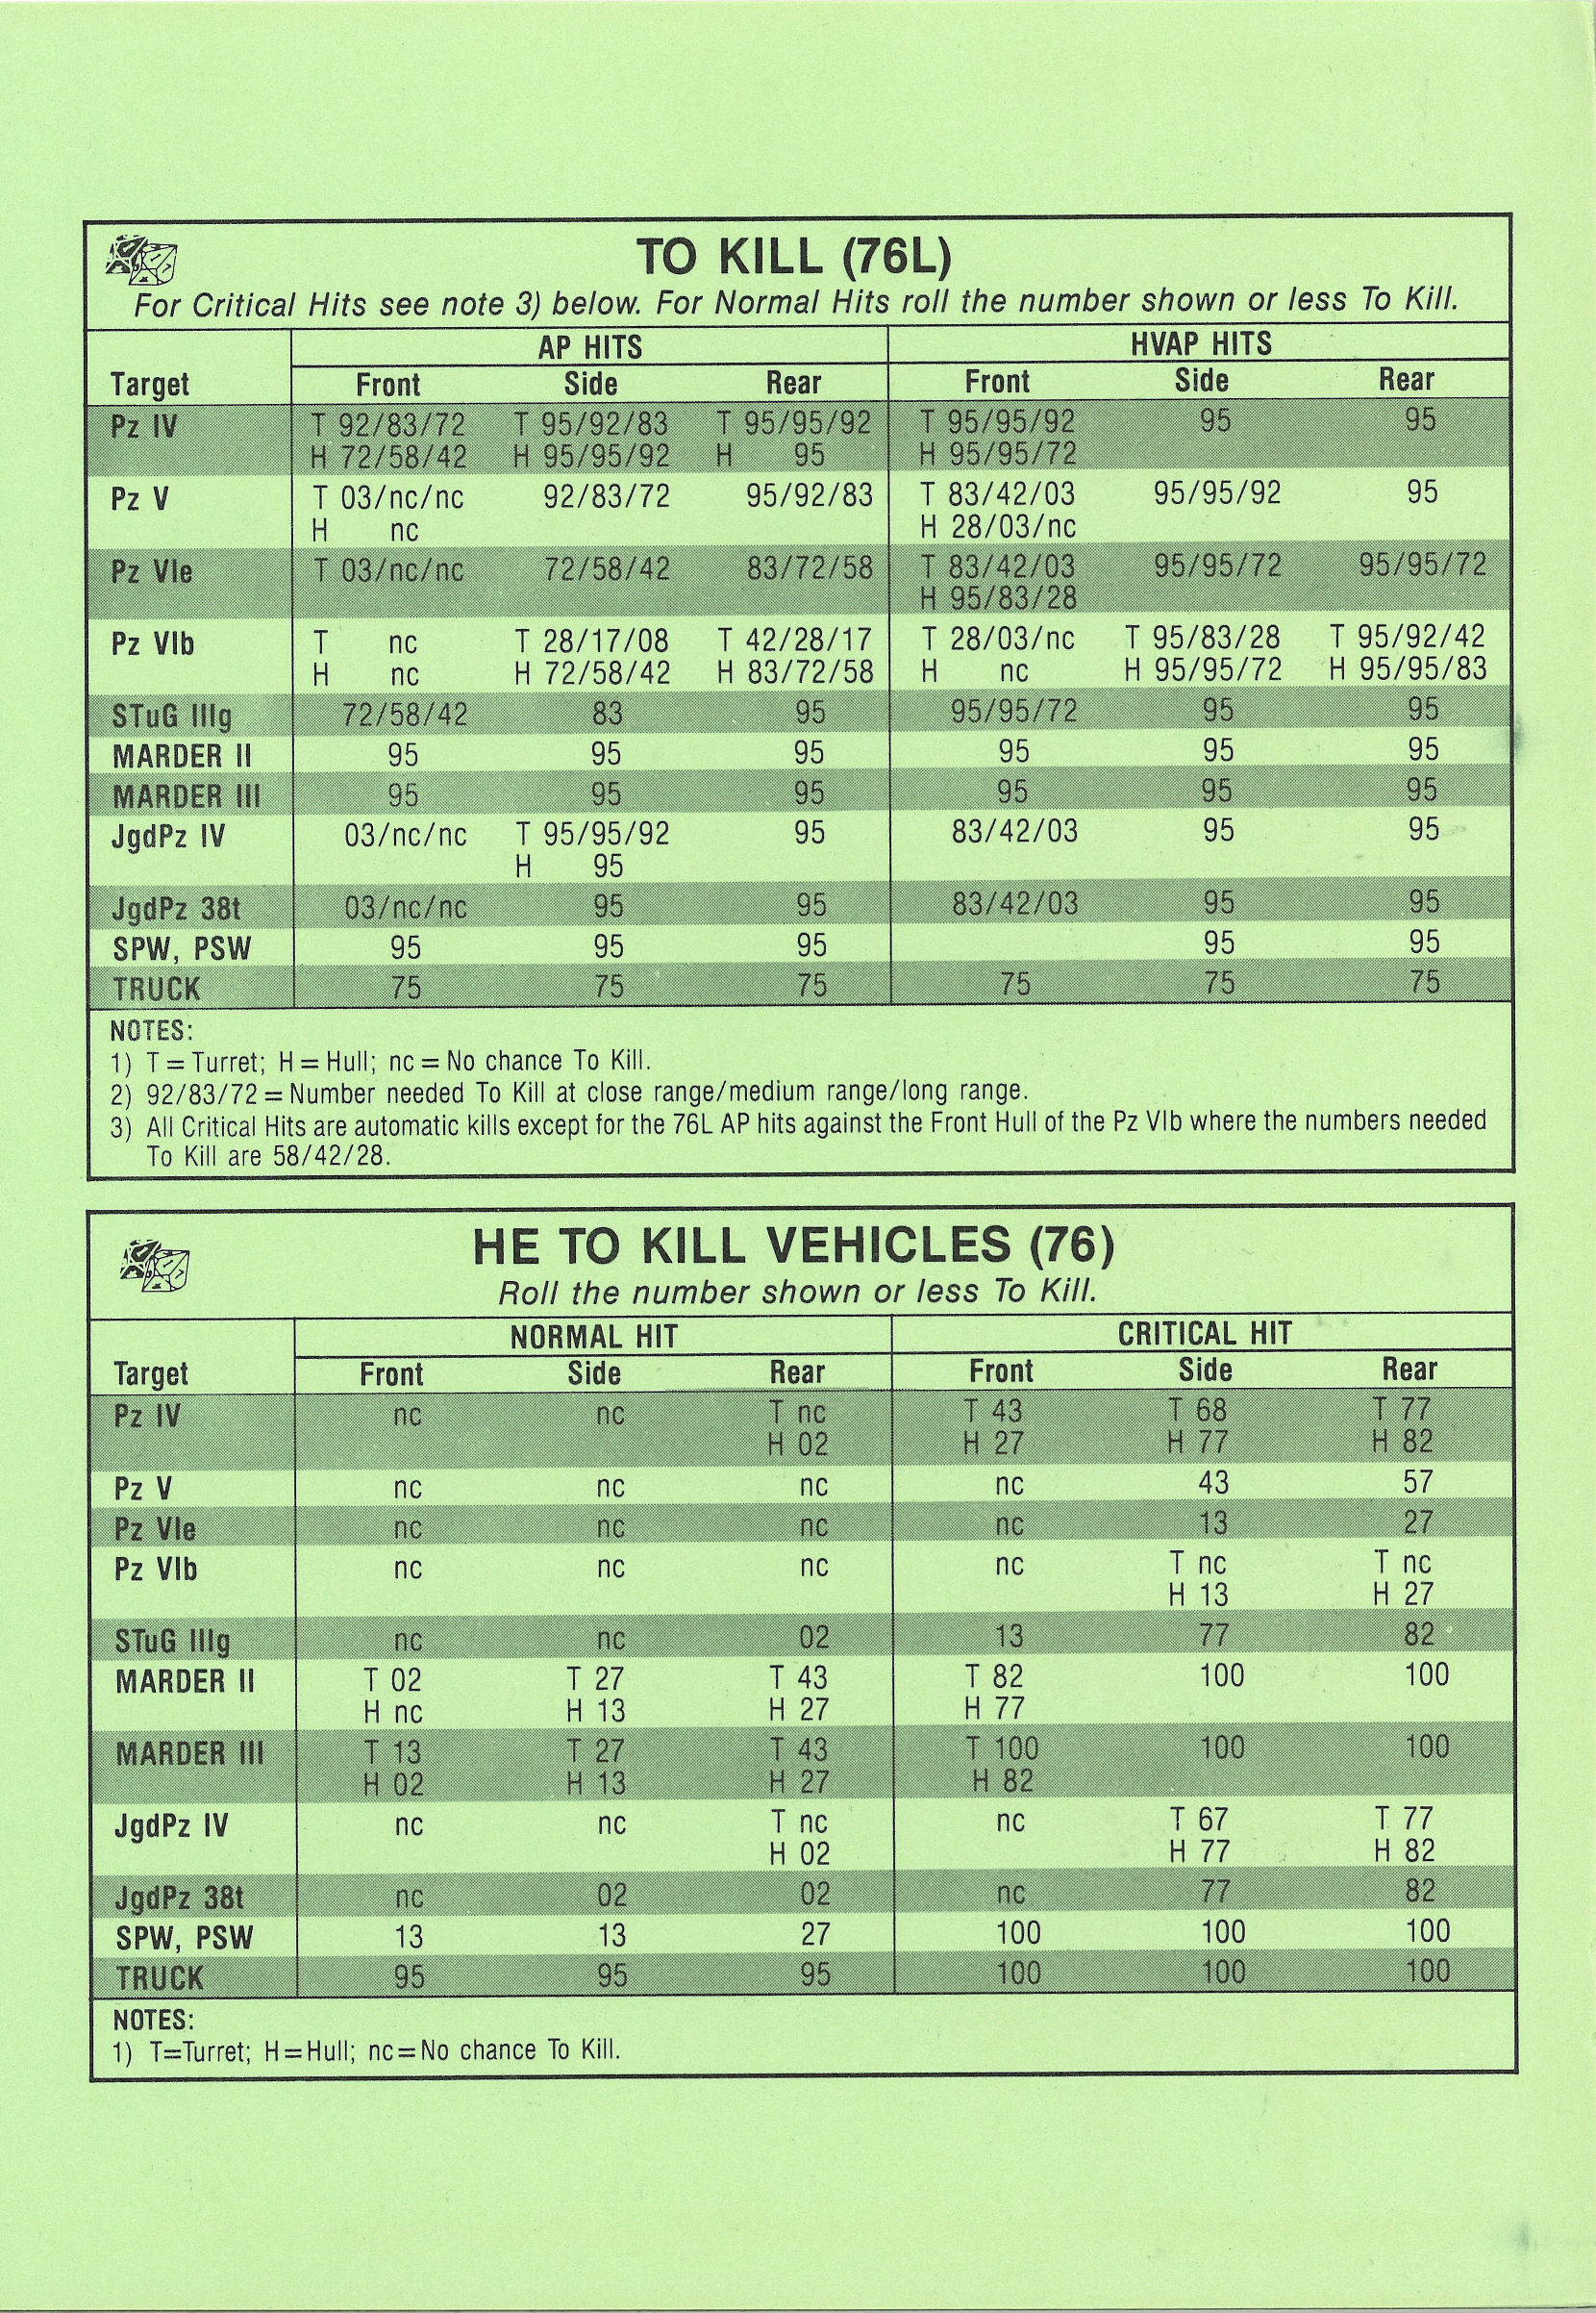 TO KILL (76L)
For Critical Hits see note 3) below. For Normal Hits roll the number shown or less To Kill.
AP HITS HVAP HITS
Target Front Side Rear Front Side Rear
Pz IV T 92/83/72 T 95/92/83 T 95/95/92 T 95/95/92 95 95
H 72/58/42 H 95/95/92 H 95 H 95/95/72
Pz V T 03/nc/nc 92/83/72 95/92/83 T 83/42/03 95/95/92 95
H nc H 28/03/nc
Pz VIe T 03/nc/nc 72/58/42 83/72/58 T 83/42/03 95/95/72 95/95/72
H 95/83/28
Pz VIb T nc T 28/17/08 T 42/28/17 T 28/03/nc T 95/83/28 T 95/92/42
H nc H 72/58/42 H 83/72/58 H nc H 95/95/72 H 95/95/83
STuG IIIg 72/58/42 83 95 95/95/72 95 95
MARDER II 95 95 95 95 95 95
MARDER III 95 95 95 95 95 95
JgdPz IV 03/nc/nc T 95/95/92 95 83/42/03 95 95
H 95
JgdPz 38t 03/nc/nc 95 95 83/42/03 95 95
SPW, PSW 95 95 95 95 95
TRUCK 75 75 75 75 75 75
NOTES:
1) T=Turret; H=Hull; nc=No chance To Kill.
2) 92/83/72=Number needed To Kill at close range/medium range/long range.
3) All Critical Hits are automatic kills except for the 76L AP hits against the Front Hull of the Pz VIb where the numbers needed
To Kill are 58/42/28.
HE TO KILL VEHICLES (76)
Roll the number shown or less To Kill.
NORMAL HIT CRITICAL HIT
Target Front Side Rear Front Side Rear
Pz IV nc nc T nc T 43 T 68 T 77
H 02 H 27 H 77 H 82
Pz V nc nc nc nc 43 57
Pz VIe nc nc nc nc 13 27
Pz VIb nc nc nc nc T nc T nc
H 13 H 27
STuG IIIg nc nc 02 13 77 82
MARDER II T 02 T 27 T 43 T 82 100 100
H nc H 13 H 27 H 77
MARDER III T 13 T 27 T 43 T 100 100 100
H 02 H 13 H 27 H 82
JgdPz IV nc nc T nc nc T 67 T 77
H 02 H 77 H 82
JgdPz 38t nc 02 02 nc 77 82
SPW, PSW 13 13 27 100 100 100
TRUCK 95 95 95 100 100 100
NOTES:
1) T=Turret; H=Hull; nc=No chance To Kill.